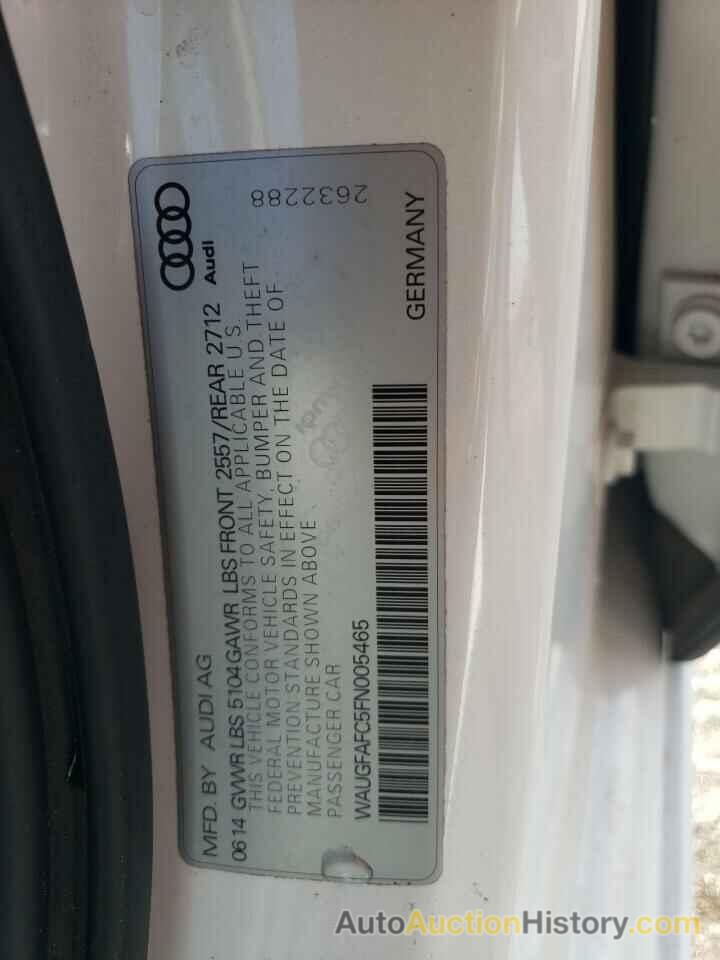 MFD. BY AUDI AG
0614 GVWR LBS 5104 GAWR LBS FRONT 2557/REAR 2712
THIS VEHICLE CONFORMS TO ALL APPLICABLE U.S.
FEDERAL MOTOR VEHICLE SAFETY, BUMPER AND THEFT
PREVENTION STANDARDS IN EFFECT ON THE DATE OF
MANUFACTURE SHOWN ABOVE
PASSENGER CAR
WAUGFAFC5FN005465
GERMANY
Audi
2632288
AutoAuctionHistory.com